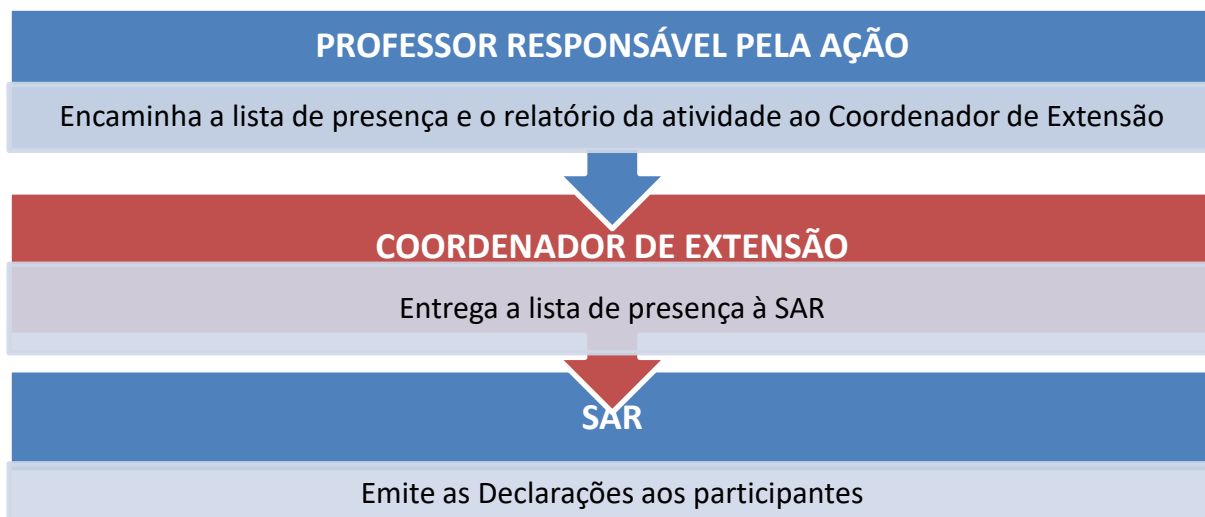 PROFESSOR RESPONSÁVEL PELA AÇÃO
Encaminha a lista de presença e o relatório da atividade ao Coordenador de Extensão
COORDENADOR DE EXTENSÃO
Entrega a lista de presença à SAR
SAR
Emite as Declarações aos participantes